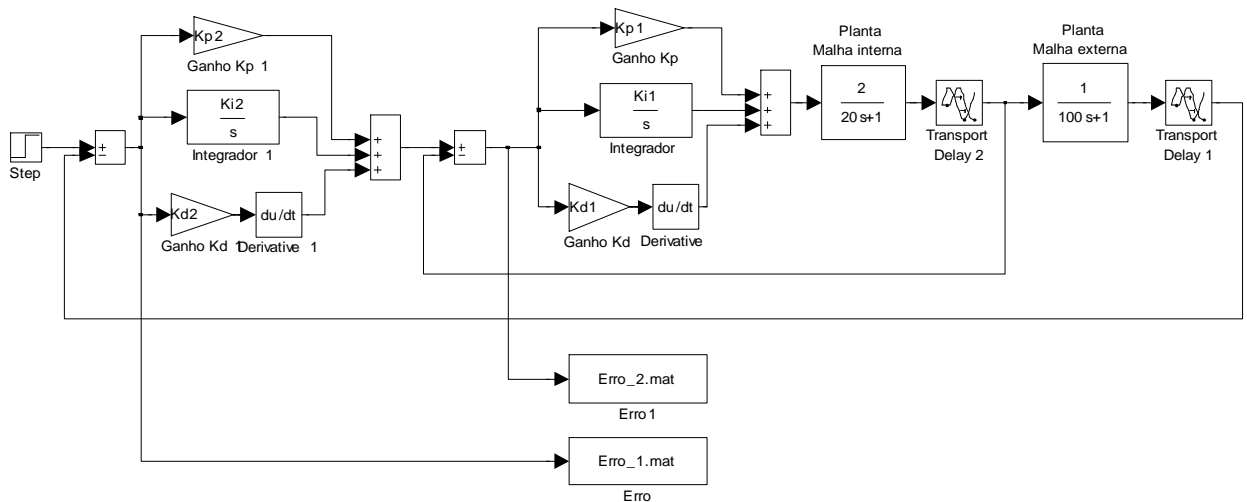 Step
+
−
Kp2
Ganho Kp 1
Ki2
s
Integrador 1
Kd2
Ganho Kd 1
du/dt
Derivative 1
+
+
+
+
−
Kp1
Ganho Kp
Ki1
s
Integrador
Kd1
Ganho Kd
du/dt
Derivative
+
+
+
Planta
Malha interna
2
20s+1
Transport
Delay 2
Planta
Malha externa
1
100s+1
Transport
Delay 1
Erro_2.mat
Erro1
Erro_1.mat
Erro